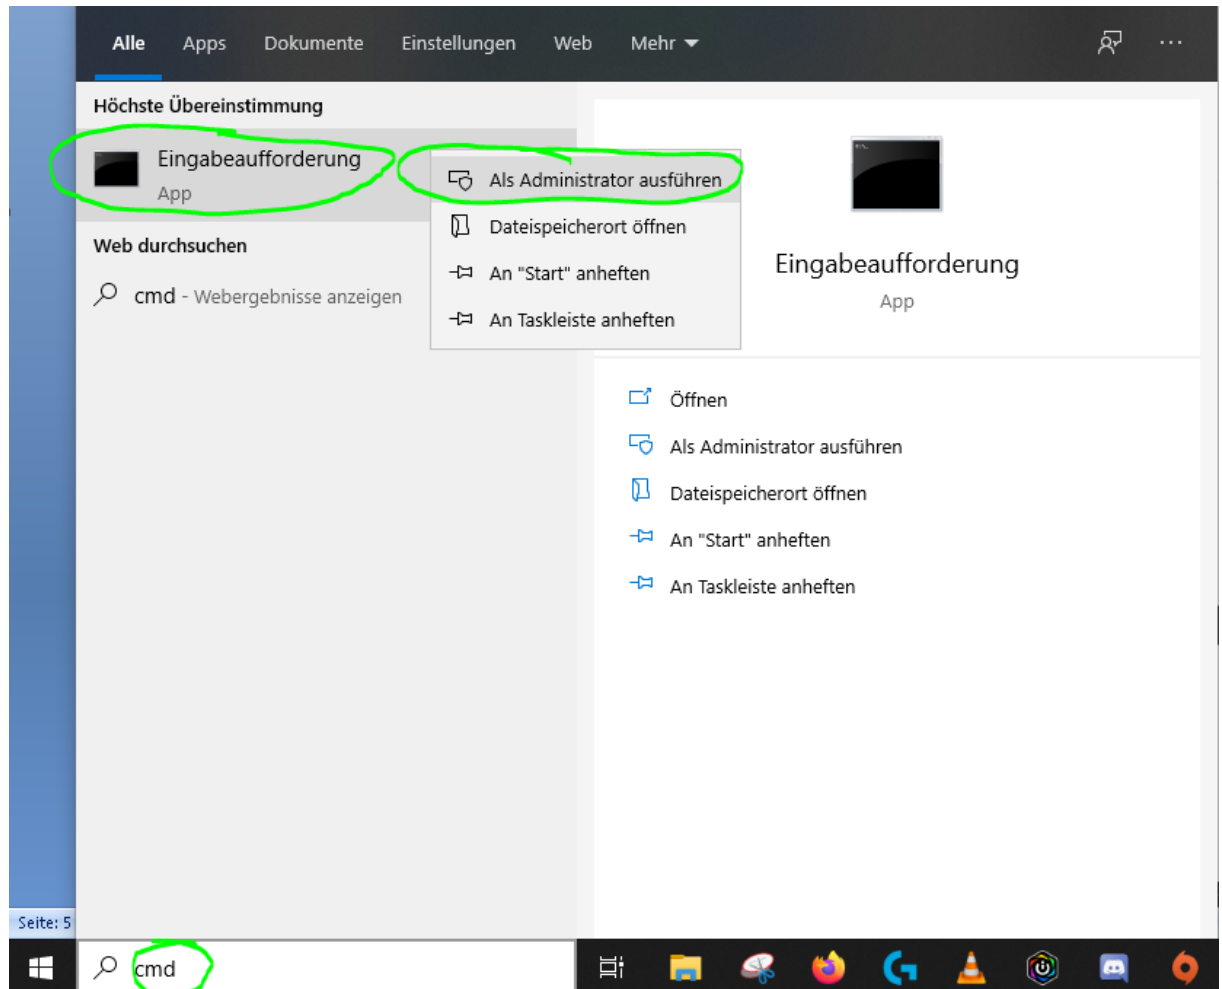 Alle Apps Dokumente Einstellungen Web Mehr
Höchste Übereinstimmung
Eingabeaufforderung
App
Web durchsuchen
cmd - Webergebnisse anzeigen
Als Administrator ausführen
Dateispeicherort öffnen
An "Start" anheften
An Taskleiste anheften
Eingabeaufforderung
App
Öffnen
Als Administrator ausführen
Dateispeicherort öffnen
An "Start" anheften
An Taskleiste anheften
Seite: 5
cmd